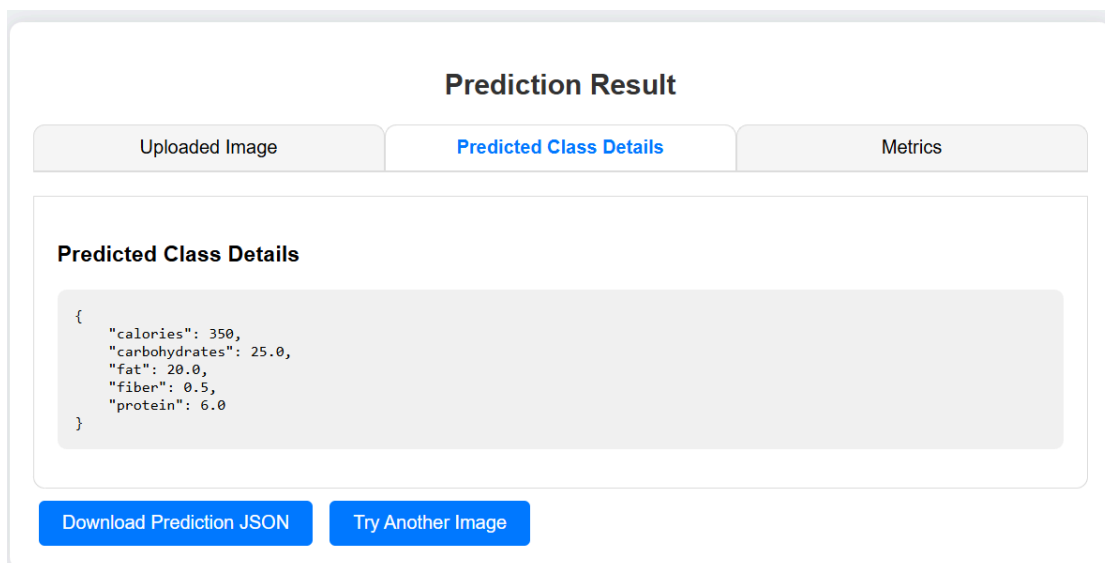 Prediction Result
Uploaded Image
Predicted Class Details
Metrics
Predicted Class Details
{
    "calories": 350,
    "carbohydrates": 25.0,
    "fat": 20.0,
    "fiber": 0.5,
    "protein": 6.0
}
Download Prediction JSON
Try Another Image